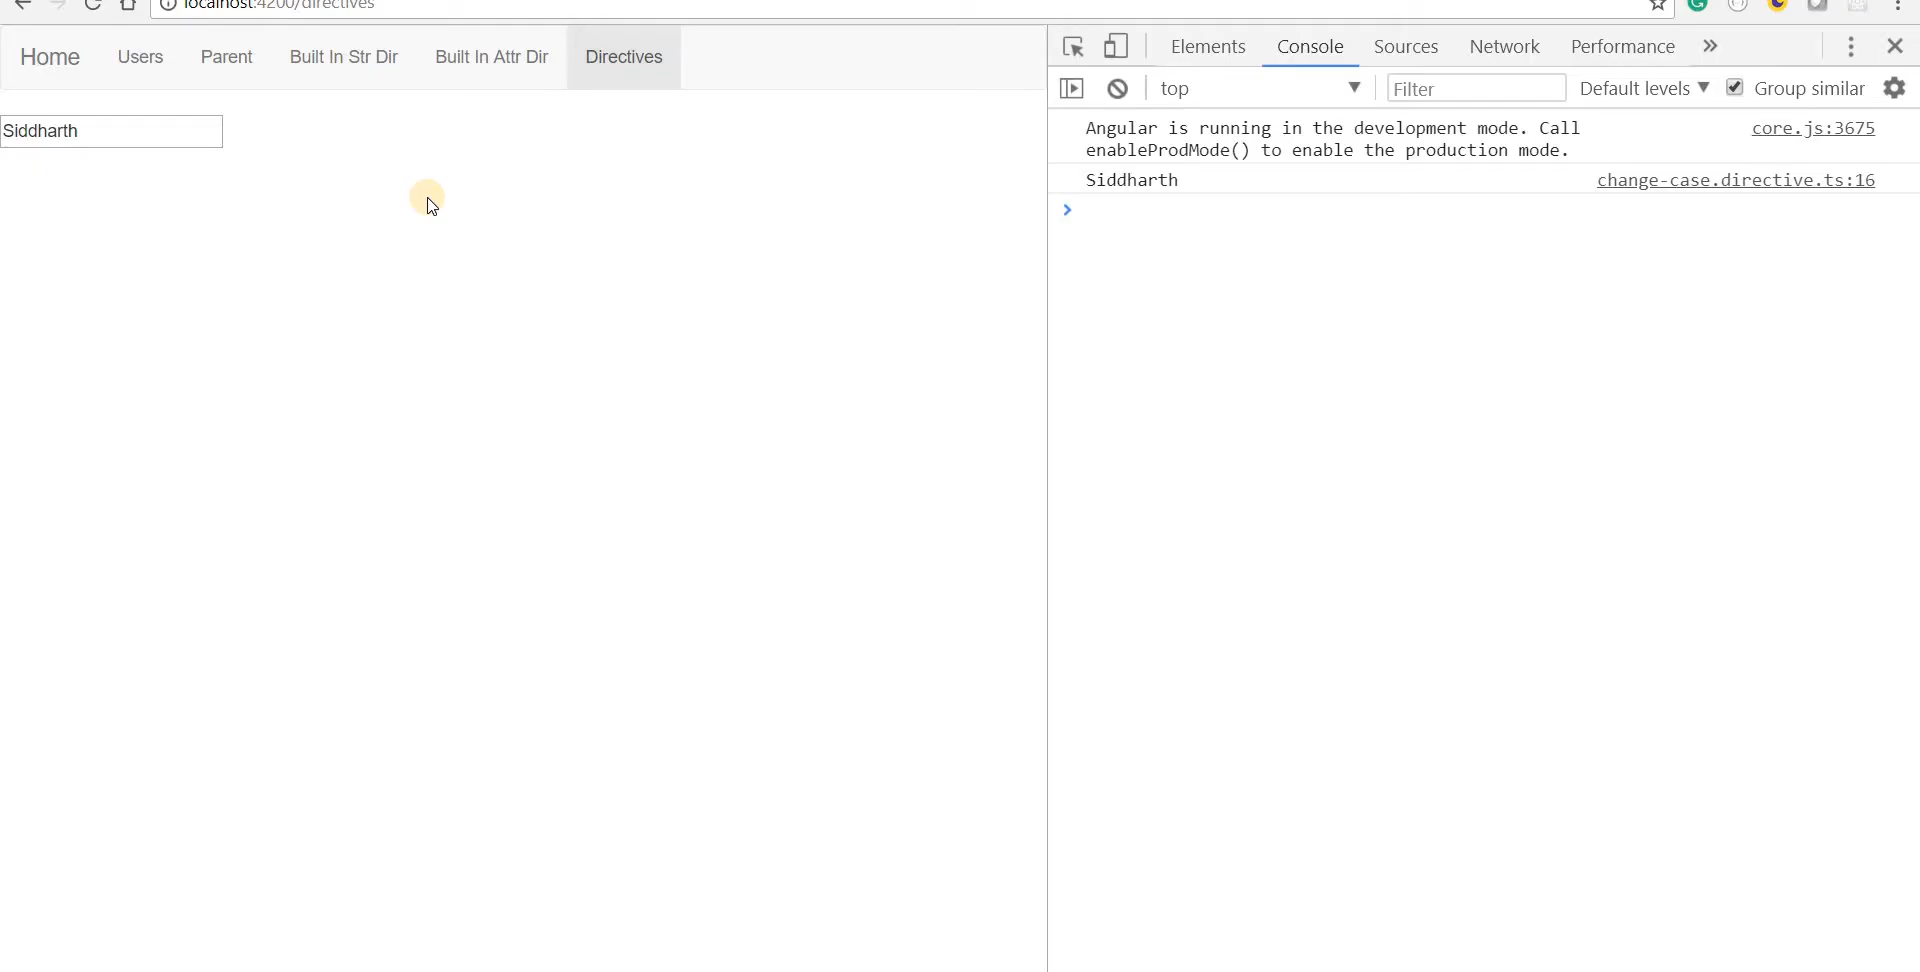 localhost:4200/directives
Home Users Parent Built In Str Dir Built In Attr Dir Directives
Siddharth
Elements Console Sources Network Performance
top Filter Default levels Group similar
Angular is running in the development mode. Call core.js:3675
enableProdMode() to enable the production mode.
Siddharth change-case.directive.ts:16